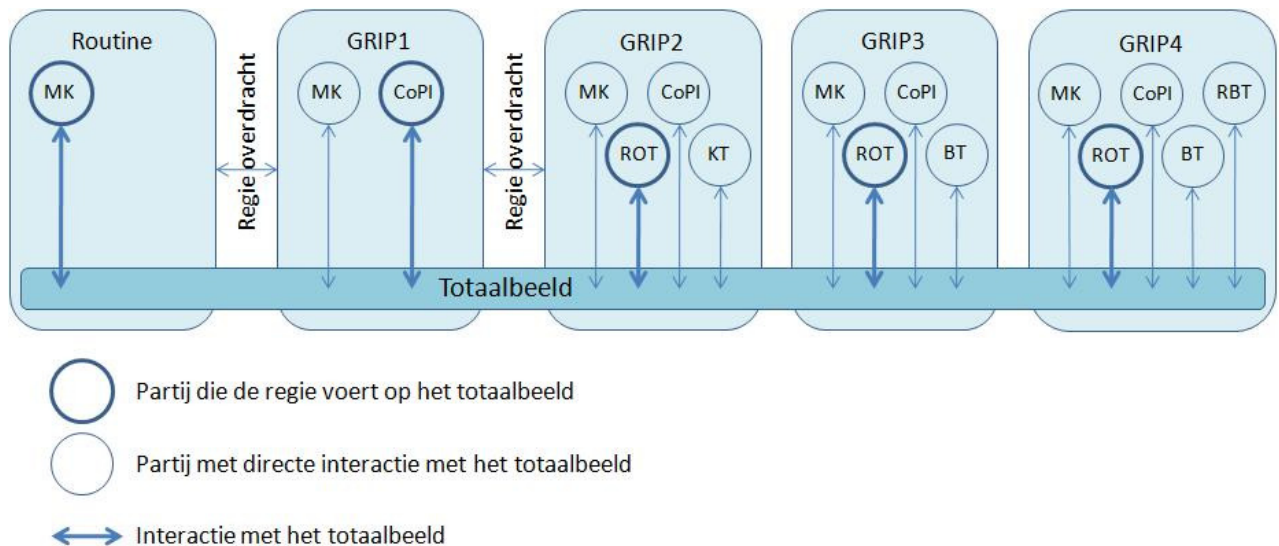 Routine
MK
Regie overdracht
GRIP1
MK
CoPI
Regie overdracht
GRIP2
MK
CoPI
ROT
KT
GRIP3
MK
CoPI
ROT
BT
GRIP4
MK
CoPI
RBT
ROT
BT
Totaalbeeld
Partij die de regie voert op het totaalbeeld
Partij met directe interactie met het totaalbeeld
Interactie met het totaalbeeld